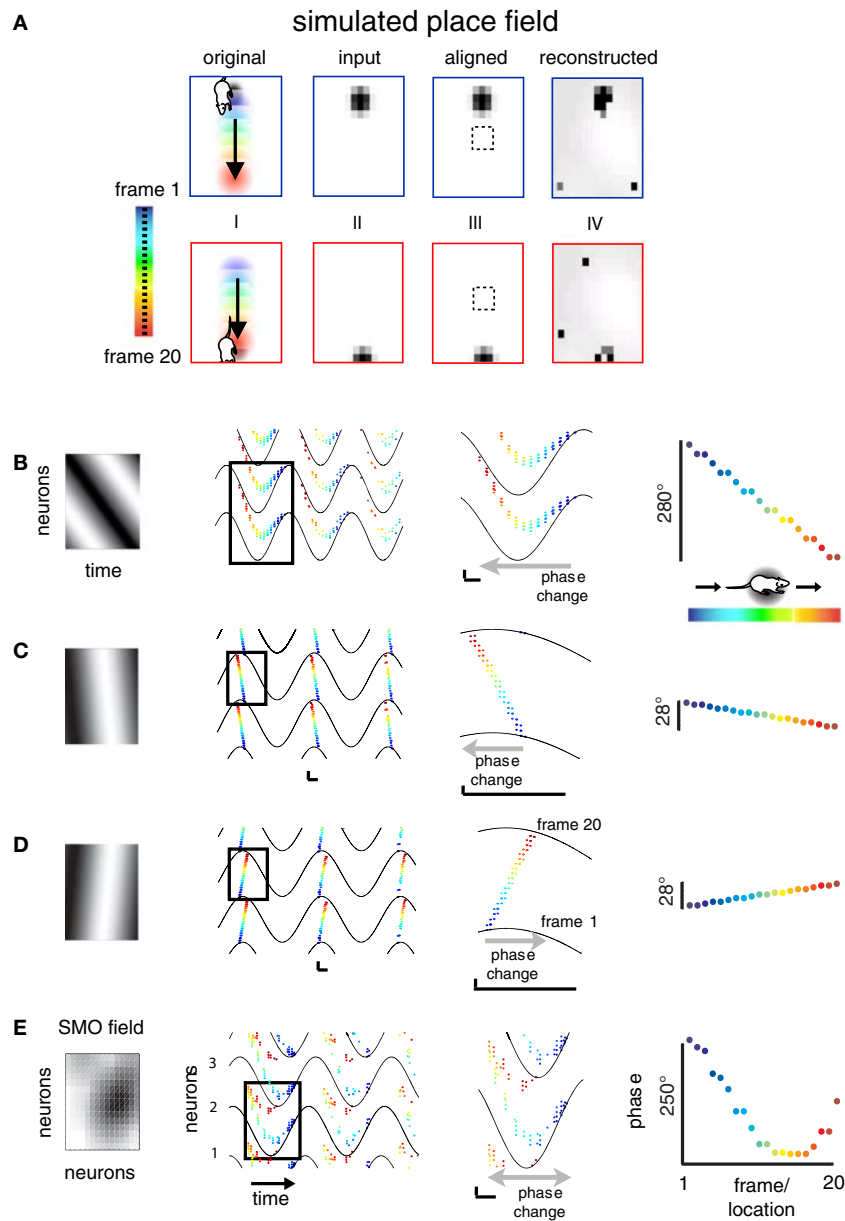 A
simulated place field
original input aligned reconstructed
frame 1
I II III IV
frame 20
B
neurons
time
phase
change
280°
C
phase
change
28°
D
frame 20
frame 1
phase
change
28°
E
SMO field
neurons
neurons
neurons
3
2
1
time
phase
change
phase
250°
1 frame/ 20
location